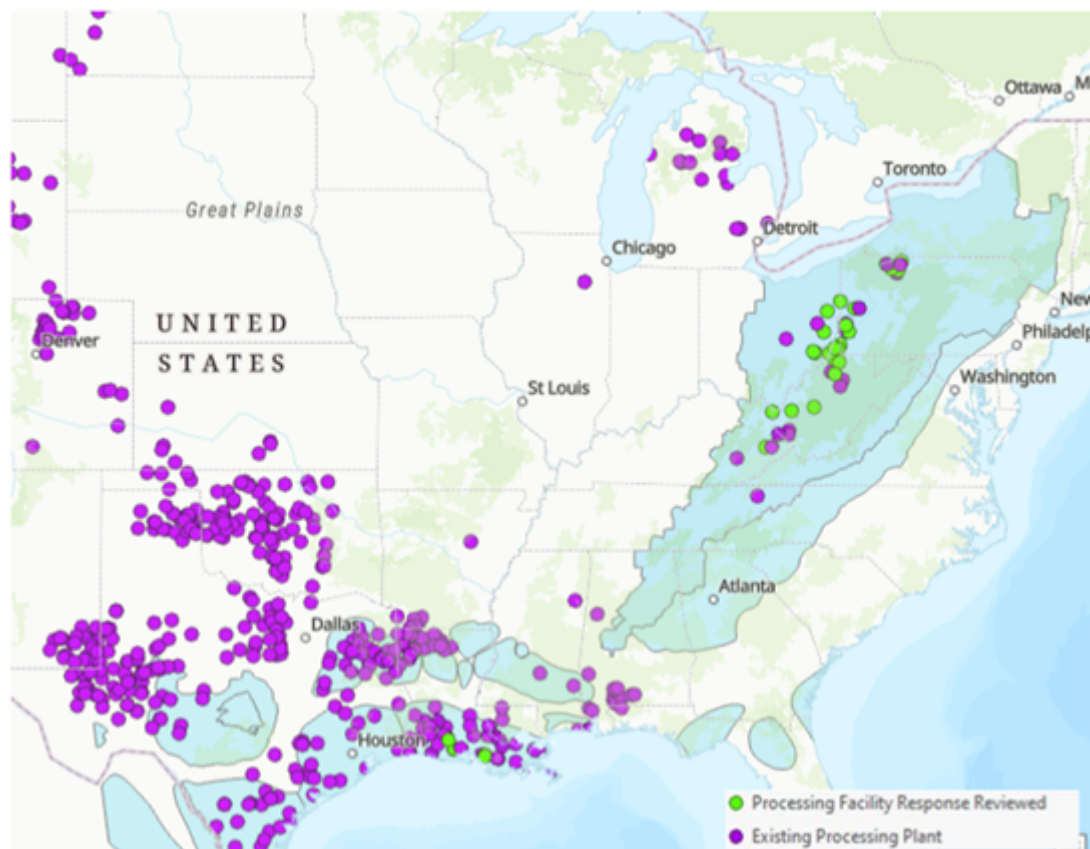 Ottawa
M
Toronto
Great Plains
Detroit
Chicago
New
UNITED
Philadelp
Denver
STATES
Washington
St Louis
Atlanta
Dallas
Houston
Processing Facility Response Reviewed
Existing Processing Plant